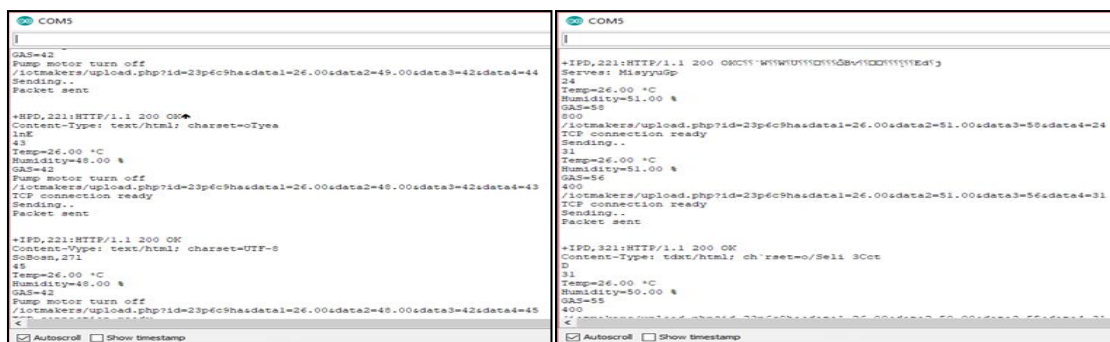 COM5
GAS=42
Pump motor turn off
/iotmakers/upload.php?id=23p6c9ha&data1=26.00&data2=49.00&data3=42&data4=44
Sending..
Packet sent
+HPD,221:HTTP/1.1 200 OK
Content-Type: text/html; charset=oTyea
lnE
43
Temp=26.00 °C
Humidity=48.00 %
GAS=42
Pump motor turn off
/iotmakers/upload.php?id=23p6c9ha&data1=26.00&data2=48.00&data3=42&data4=43
TCP connection ready
Sending..
Packet sent
+IPD,221:HTTP/1.1 200 OK
Content-Vype: text/html; charset=UTF-8
SoBosn,271
45
Temp=26.00 °C
Humidity=48.00 %
GAS=42
Pump motor turn off
/iotmakers/upload.php?id=23p6c9ha&data1=26.00&data2=48.00&data3=42&data4=45
Autoscroll Show timestamp
COM5
+IPD,221:HTTP/1.1 200
Serves: MisyyuGp
24
Temp=26.00 °C
Humidity=51.00 %
GAS=58
800
/iotmakers/upload.php?id=23p6c9ha&data1=26.00&data2=51.00&data3=58&data4=24
TCP connection ready
Sending..
31
Temp=26.00 °C
Humidity=51.00 %
GAS=56
400
/iotmakers/upload.php?id=23p6c9ha&data1=26.00&data2=51.00&data3=56&data4=31
TCP connection ready
Sending..
Packet sent
+IPD,321:HTTP/1.1 200 OK
Content-Type: tdxt/html; ch`rset=o/Seli 3Cct
D
31
Temp=26.00 °C
Humidity=50.00 %
GAS=55
400
Autoscroll Show timestamp